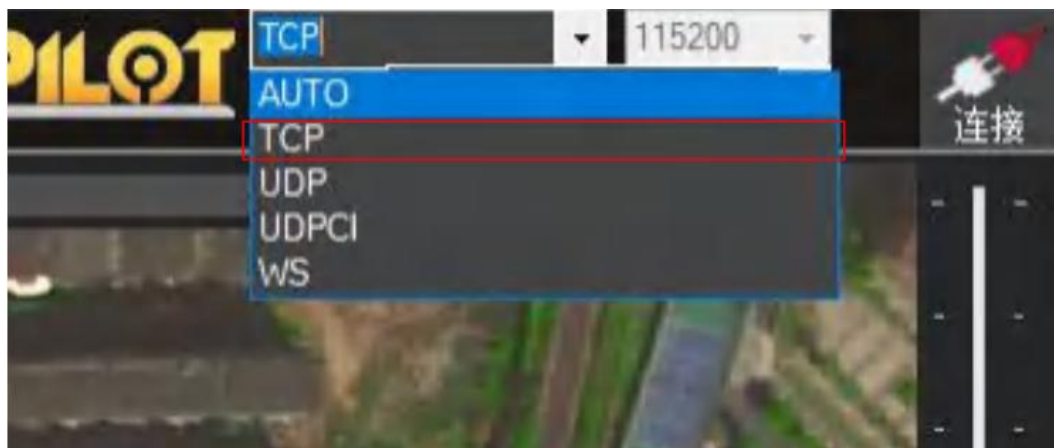 PILOT
TCP
115200
连接
AUTO
TCP
UDP
UDPCI
WS